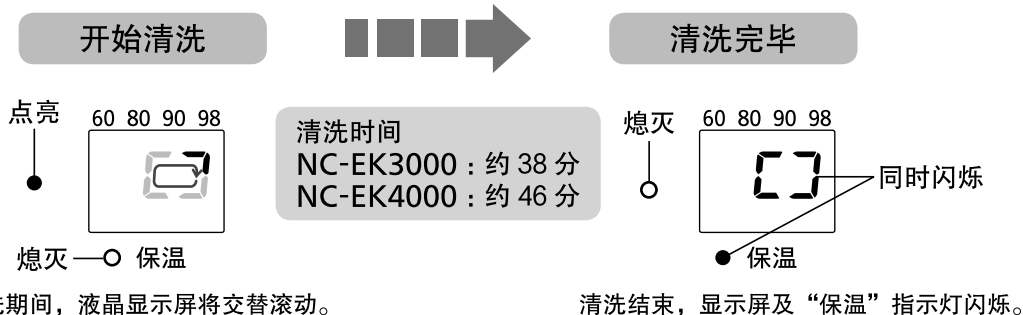 开始清洗
清洗完毕
点亮
60 80 90 98
熄灭
保温
清洗时间
NC-EK3000：约 38 分
NC-EK4000：约 46 分
熄灭
60 80 90 98
同时闪烁
保温
期间，液晶显示屏将交替滚动。
清洗结束，显示屏及“保温”指示灯闪烁。